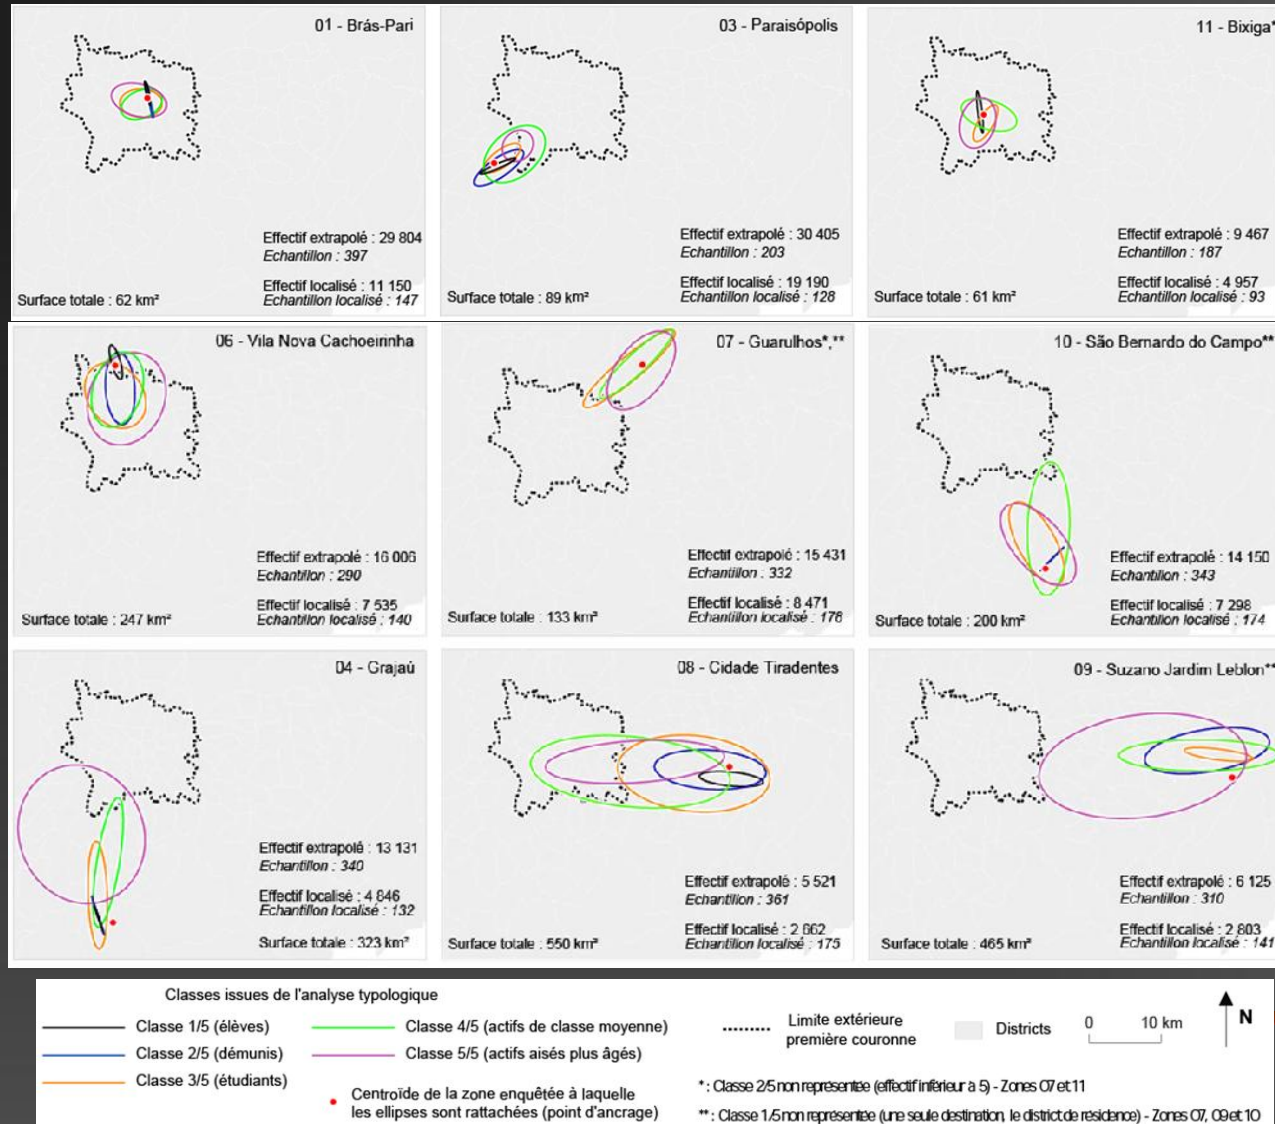 01 - Brás-Pari
Effectif extrapolé : 29 804
Echantillon : 397
Effectif localisé : 11 150
Echantillon localisé : 147
Surface totale : 62 km²
03 - Paraisópolis
Effectif extrapolé : 30 405
Echantillon : 203
Effectif localisé : 19 190
Echantillon localisé : 128
Surface totale : 89 km²
11 - Bixiga*
Effectif extrapolé : 9 467
Echantillon : 187
Effectif localisé : 4 957
Echantillon localisé : 93
Surface totale : 61 km²
06 - Vila Nova Cachoeirinha
Effectif extrapolé : 16 006
Echantillon : 290
Effectif localisé : 7 535
Echantillon localisé : 140
Surface totale : 247 km²
07 - Guarulhos*,**
Effectif extrapolé : 15 431
Echantillon : 332
Effectif localisé : 8 471
Echantillon localisé : 176
Surface totale : 133 km²
10 - São Bernardo do Campo**
Effectif extrapolé : 14 150
Echantillon : 343
Effectif localisé : 7 298
Echantillon localisé : 174
Surface totale : 200 km²
04 - Grajaú
Effectif extrapolé : 13 131
Echantillon : 340
Effectif localisé : 4 846
Echantillon localisé : 132
Surface totale : 323 km²
08 - Cidade Tiradentes
Effectif extrapolé : 5 521
Echantillon : 361
Effectif localisé : 2 662
Echantillon localisé : 175
Surface totale : 550 km²
09 - Suzano Jardim Leblon**
Effectif extrapolé : 6 125
Echantillon : 310
Effectif localisé : 2 803
Echantillon localisé : 141
Surface totale : 465 km²
Classes issues de l'analyse typologique
Classe 1/5 (élèves)
Classe 2/5 (démunis)
Classe 3/5 (étudiants)
Classe 4/5 (actifs de classe moyenne)
Classe 5/5 (actifs aisés plus âgés)
Centroïde de la zone enquêtée à laquelle
les ellipses sont rattachées (point d'ancrage)
Limite extérieure
première couronne
Districts
0 10 km
N
* : Classe 2/5 non représentée (effectif inférieur à 5) - Zones 07 et 11
** : Classe 1/5 non représentée (une seule destination, le district de résidence) - Zones 07, 09 et 10